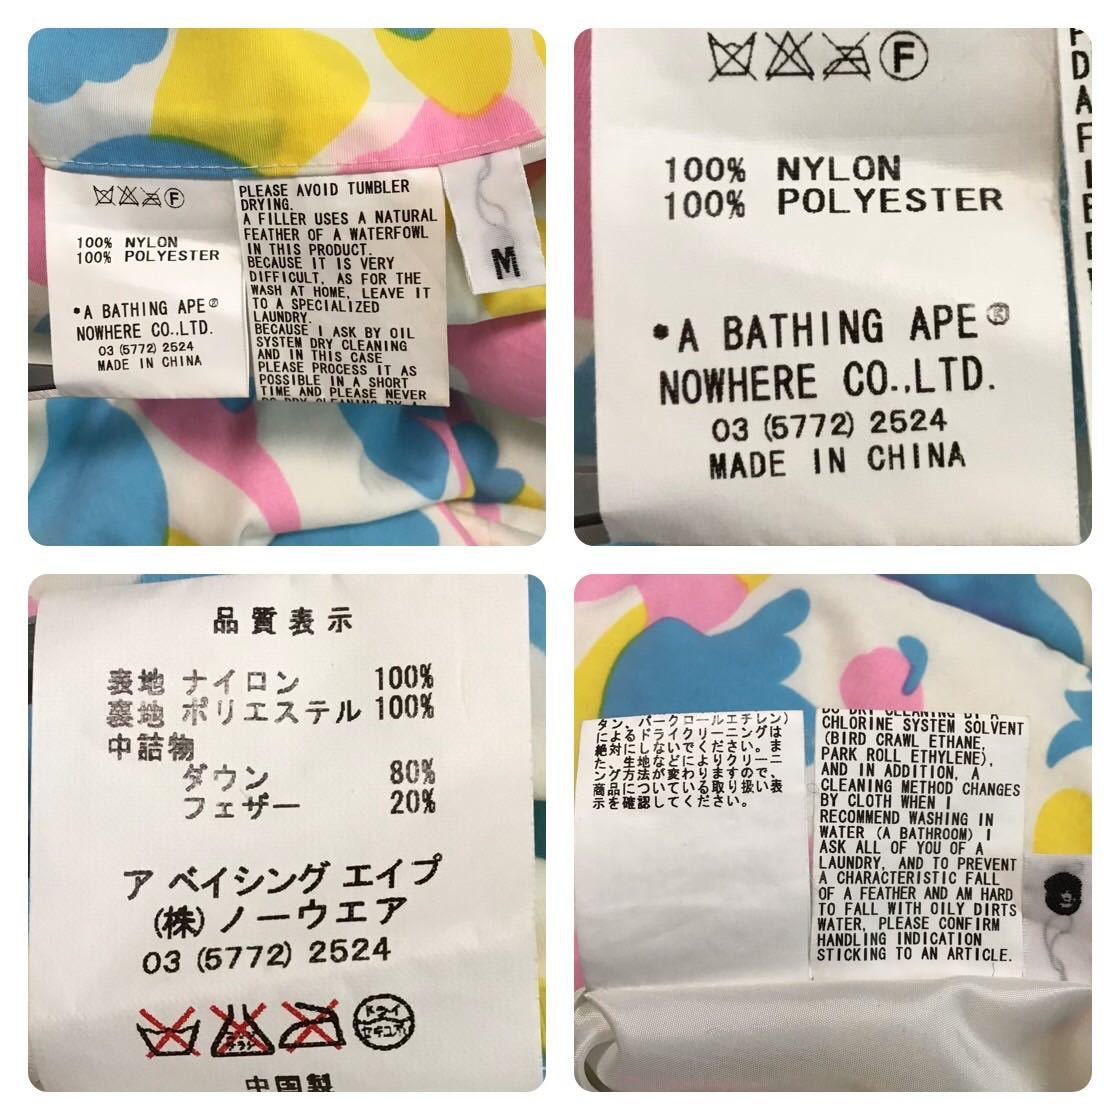 F
100% NYLON
100% POLYESTER
*A BATHING APE®
NOWHERE CO.,LTD.
03 (5772) 2524
MADE IN CHINA
PLEASE AVOID TUMBLER
DRYING.
A FILLER USES A NATURAL
FEATHER OF A WATERFOWL
IN THIS PRODUCT.
BECAUSE IT IS VERY
DIFFICULT, AS FOR THE
WASH AT HOME, LEAVE IT
TO A SPECIALIZED
LAUNDRY.
BECAUSE I ASK BY OIL
SYSTEM DRY CLEANING
AND IN THIS CASE
PLEASE PROCESS IT AS
POSSIBLE IN A SHORT
TIME AND PLEASE NEVER
DO DRY CLEANING BY A
M
F
100% NYLON
100% POLYESTER
*A BATHING APE®
NOWHERE CO.,LTD.
03 (5772) 2524
MADE IN CHINA
品質表示
表地 ナイロン 100%
裏地 ポリエステル 100%
中詰物
ダウン 80%
フェザー 20%
ア ベイシング エイプ
(株) ノーウエア
03 (5772) 2524
ドライ
セキユ系
中国製
タン、パークロールエチレン)
によるドライクリーニングは
絶対にしないでください。ま
た、生地などによりクリーニ
ング方法が変わりますので、
商品についている取り扱い表
示を確認してください。
DO DRY CLEANING BY A
CHLORINE SYSTEM SOLVENT
(BIRD CRAWL ETHANE,
PARK ROLL ETHYLENE),
AND IN ADDITION, A
CLEANING METHOD CHANGES
BY CLOTH WHEN I
RECOMMEND WASHING IN
WATER (A BATHROOM) I
ASK ALL OF YOU OF A
LAUNDRY, AND TO PREVENT
A CHARACTERISTIC FALL
OF A FEATHER AND AM HARD
TO FALL WITH OILY DIRTS
WATER, PLEASE CONFIRM
HANDLING INDICATION
STICKING TO AN ARTICLE.